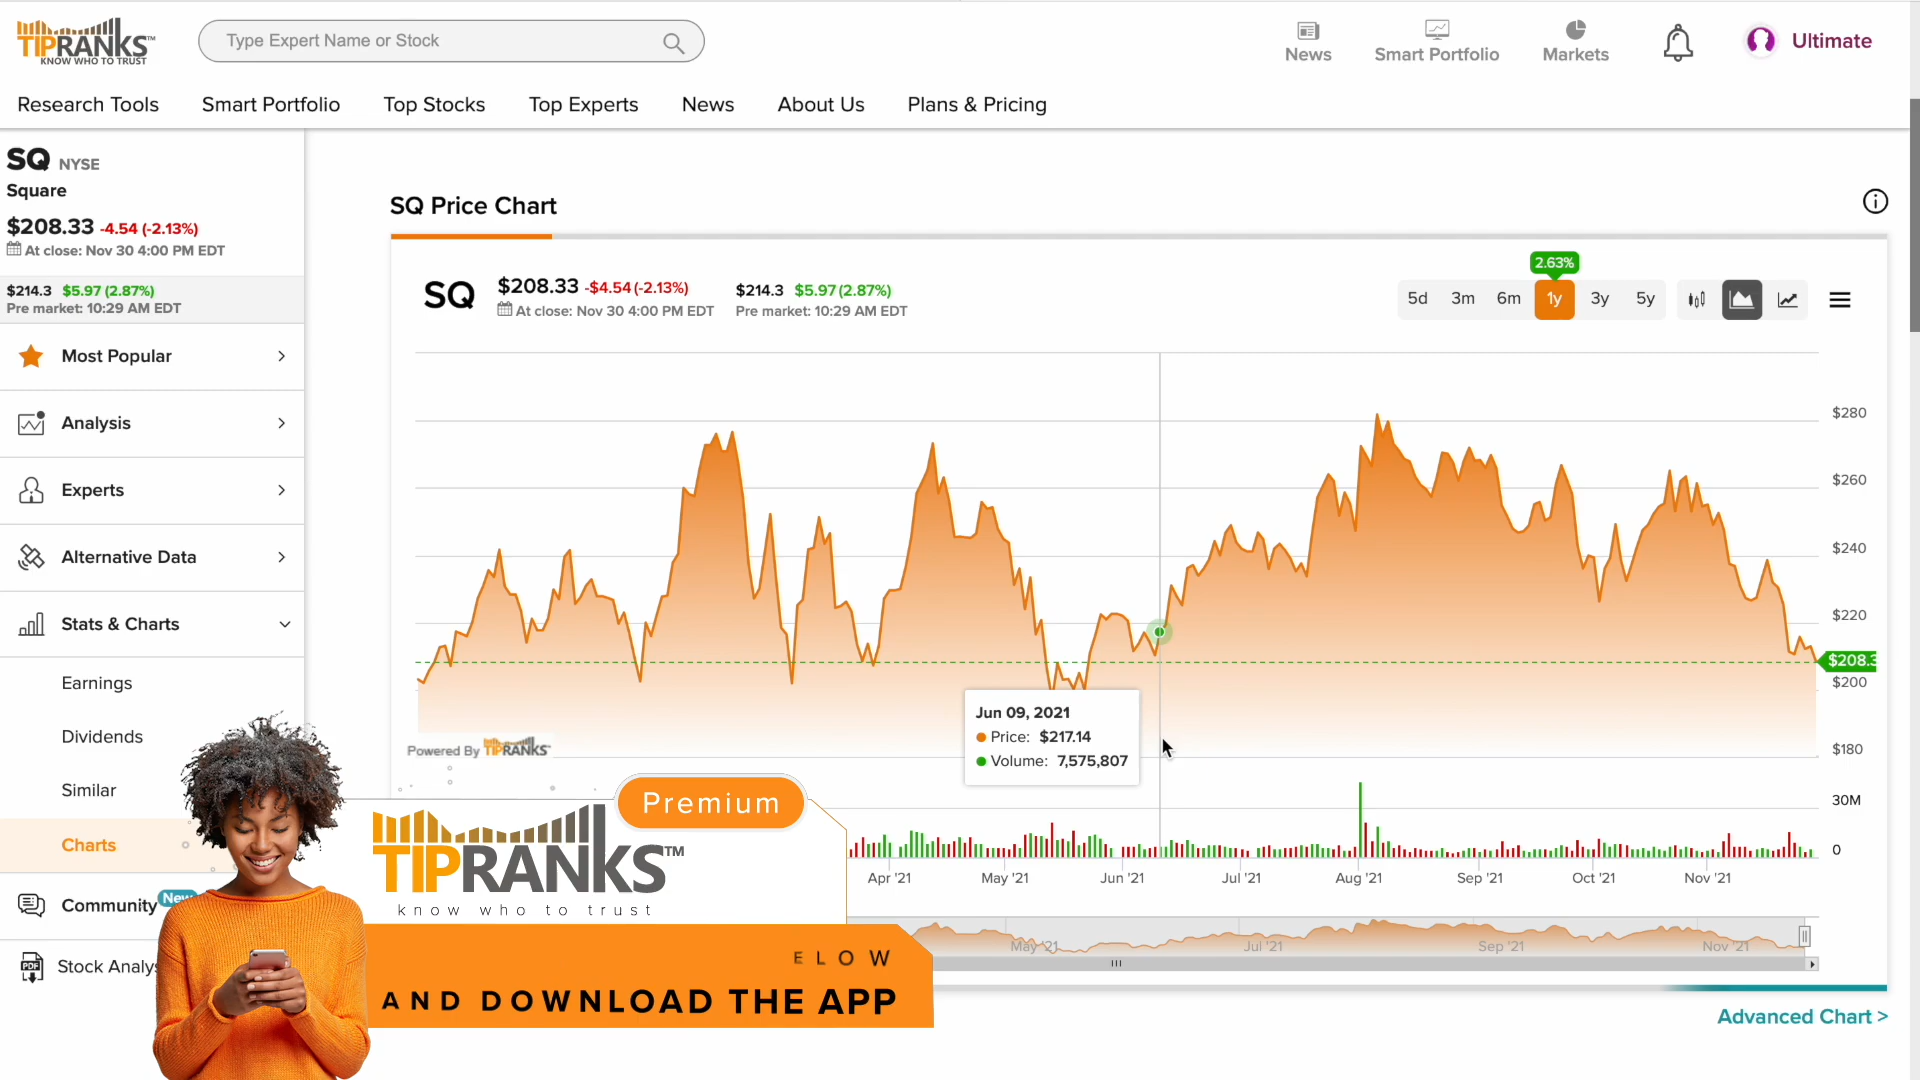 TIPRANKS™
KNOW WHO TO TRUST
Type Expert Name or Stock
News
Smart Portfolio
Markets
Ultimate
Research Tools
Smart Portfolio
Top Stocks
Top Experts
News
About Us
Plans & Pricing
SQ NYSE
Square
$208.33 -4.54 (-2.13%)
At close: Nov 30 4:00 PM EDT
$214.3 $5.97 (2.87%)
Pre market: 10:29 AM EDT
Most Popular
Analysis
Experts
Alternative Data
Stats & Charts
Earnings
Dividends
Similar
Charts
Community New
Stock Analys
SQ Price Chart
SQ
$208.33 -$4.54 (-2.13%)
At close: Nov 30 4:00 PM EDT
$214.3 $5.97 (2.87%)
Pre market: 10:29 AM EDT
2.63%
5d 3m 6m 1y 3y 5y
$280
$260
$240
$220
$208.3
$200
$180
30M
0
Jun 09, 2021
Price: $217.14
Volume: 7,575,807
Powered By TIPRANKS™
Apr '21 May '21 Jun '21 Jul '21 Aug '21 Sep '21 Oct '21 Nov '21
May '21 Jul '21 Sep '21 Nov '21
Advanced Chart >
Premium
TIPRANKS™
know who to trust
ELOW
AND DOWNLOAD THE APP
PDF